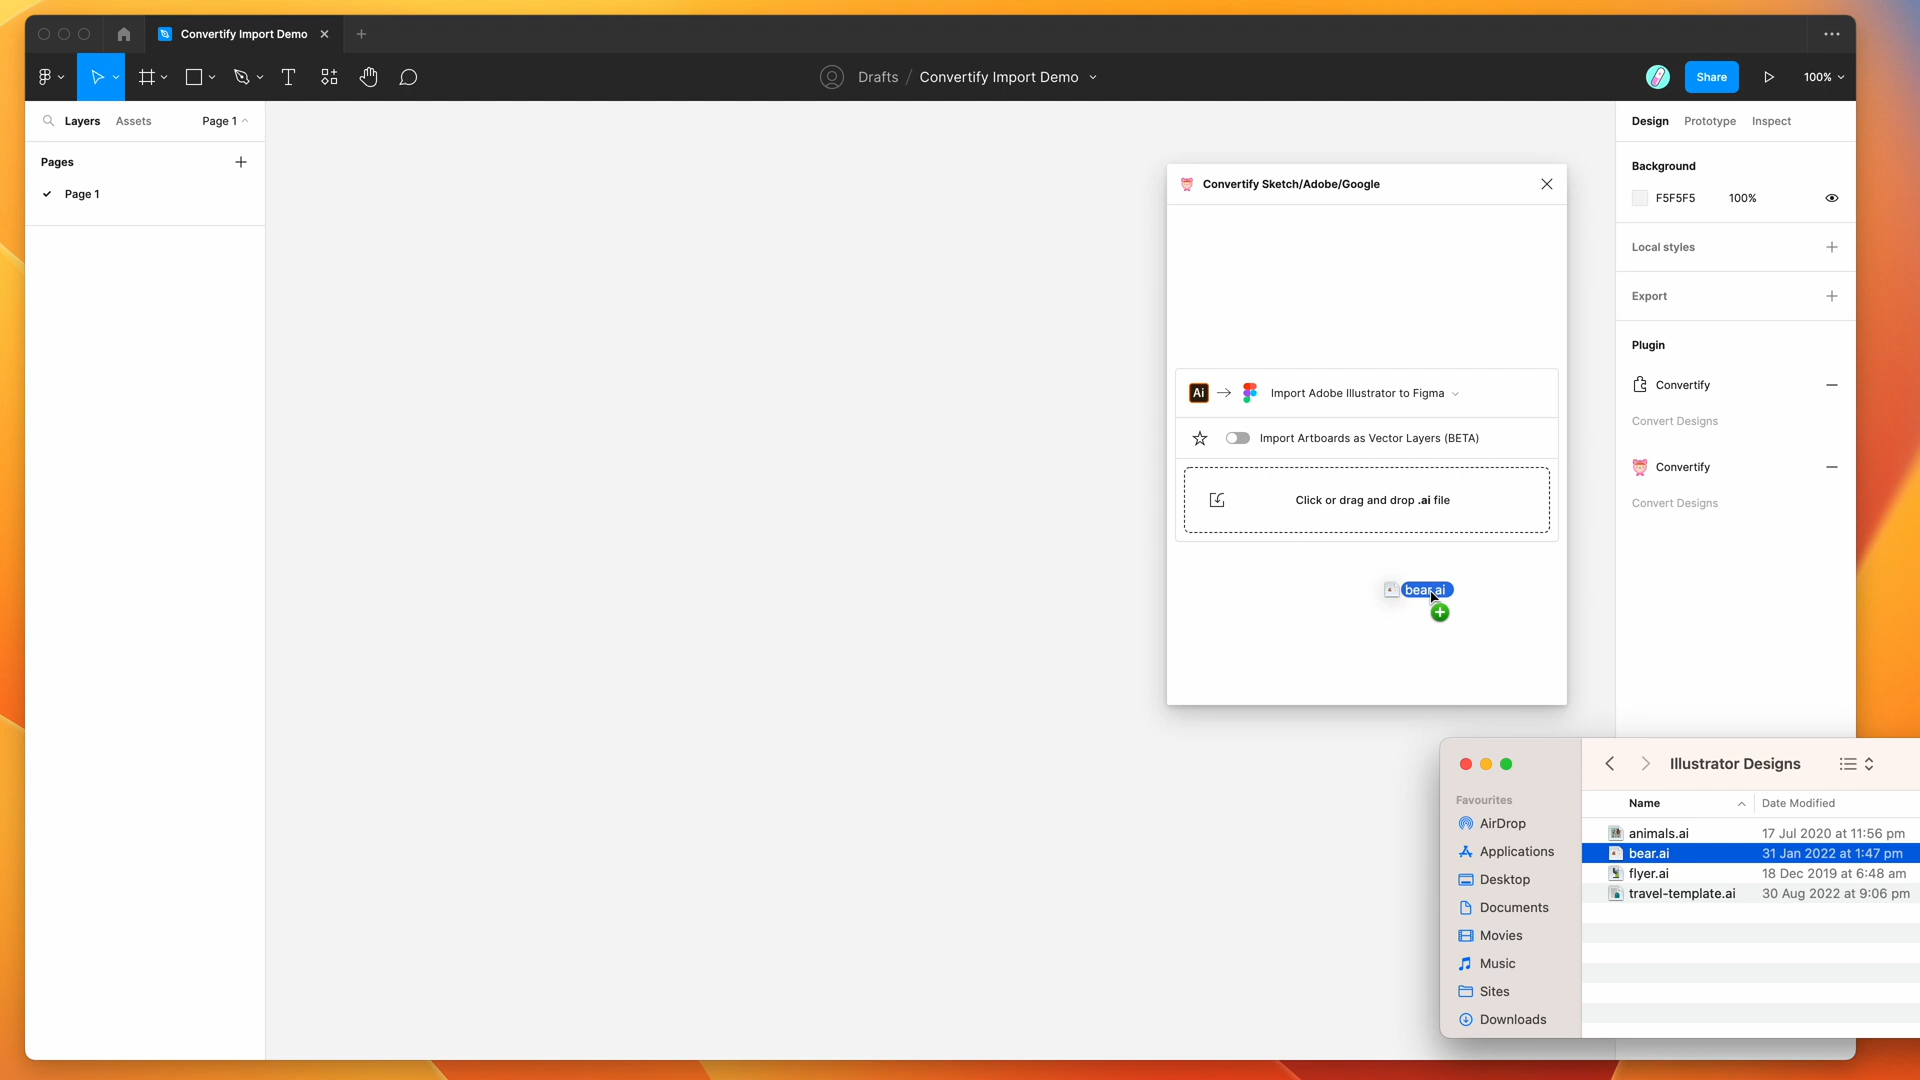 Convertify Import Demo
Drafts / Convertify Import Demo
Share
100%
Layers Assets Page 1
Pages
Page 1
Convertify Sketch/Adobe/Google
Ai Import Adobe Illustrator to Figma
Import Artboards as Vector Layers (BETA)
Click or drag and drop .ai file
bear.ai
Design Prototype Inspect
Background
F5F5F5 100%
Local styles
Export
Plugin
Convertify
Convert Designs
Convertify
Convert Designs
Illustrator Designs
Favourites
AirDrop
Applications
Desktop
Documents
Movies
Music
Sites
Downloads
Name Date Modified
animals.ai 17 Jul 2020 at 11:56 pm
bear.ai 31 Jan 2022 at 1:47 pm
flyer.ai 18 Dec 2019 at 6:48 am
travel-template.ai 30 Aug 2022 at 9:06 pm